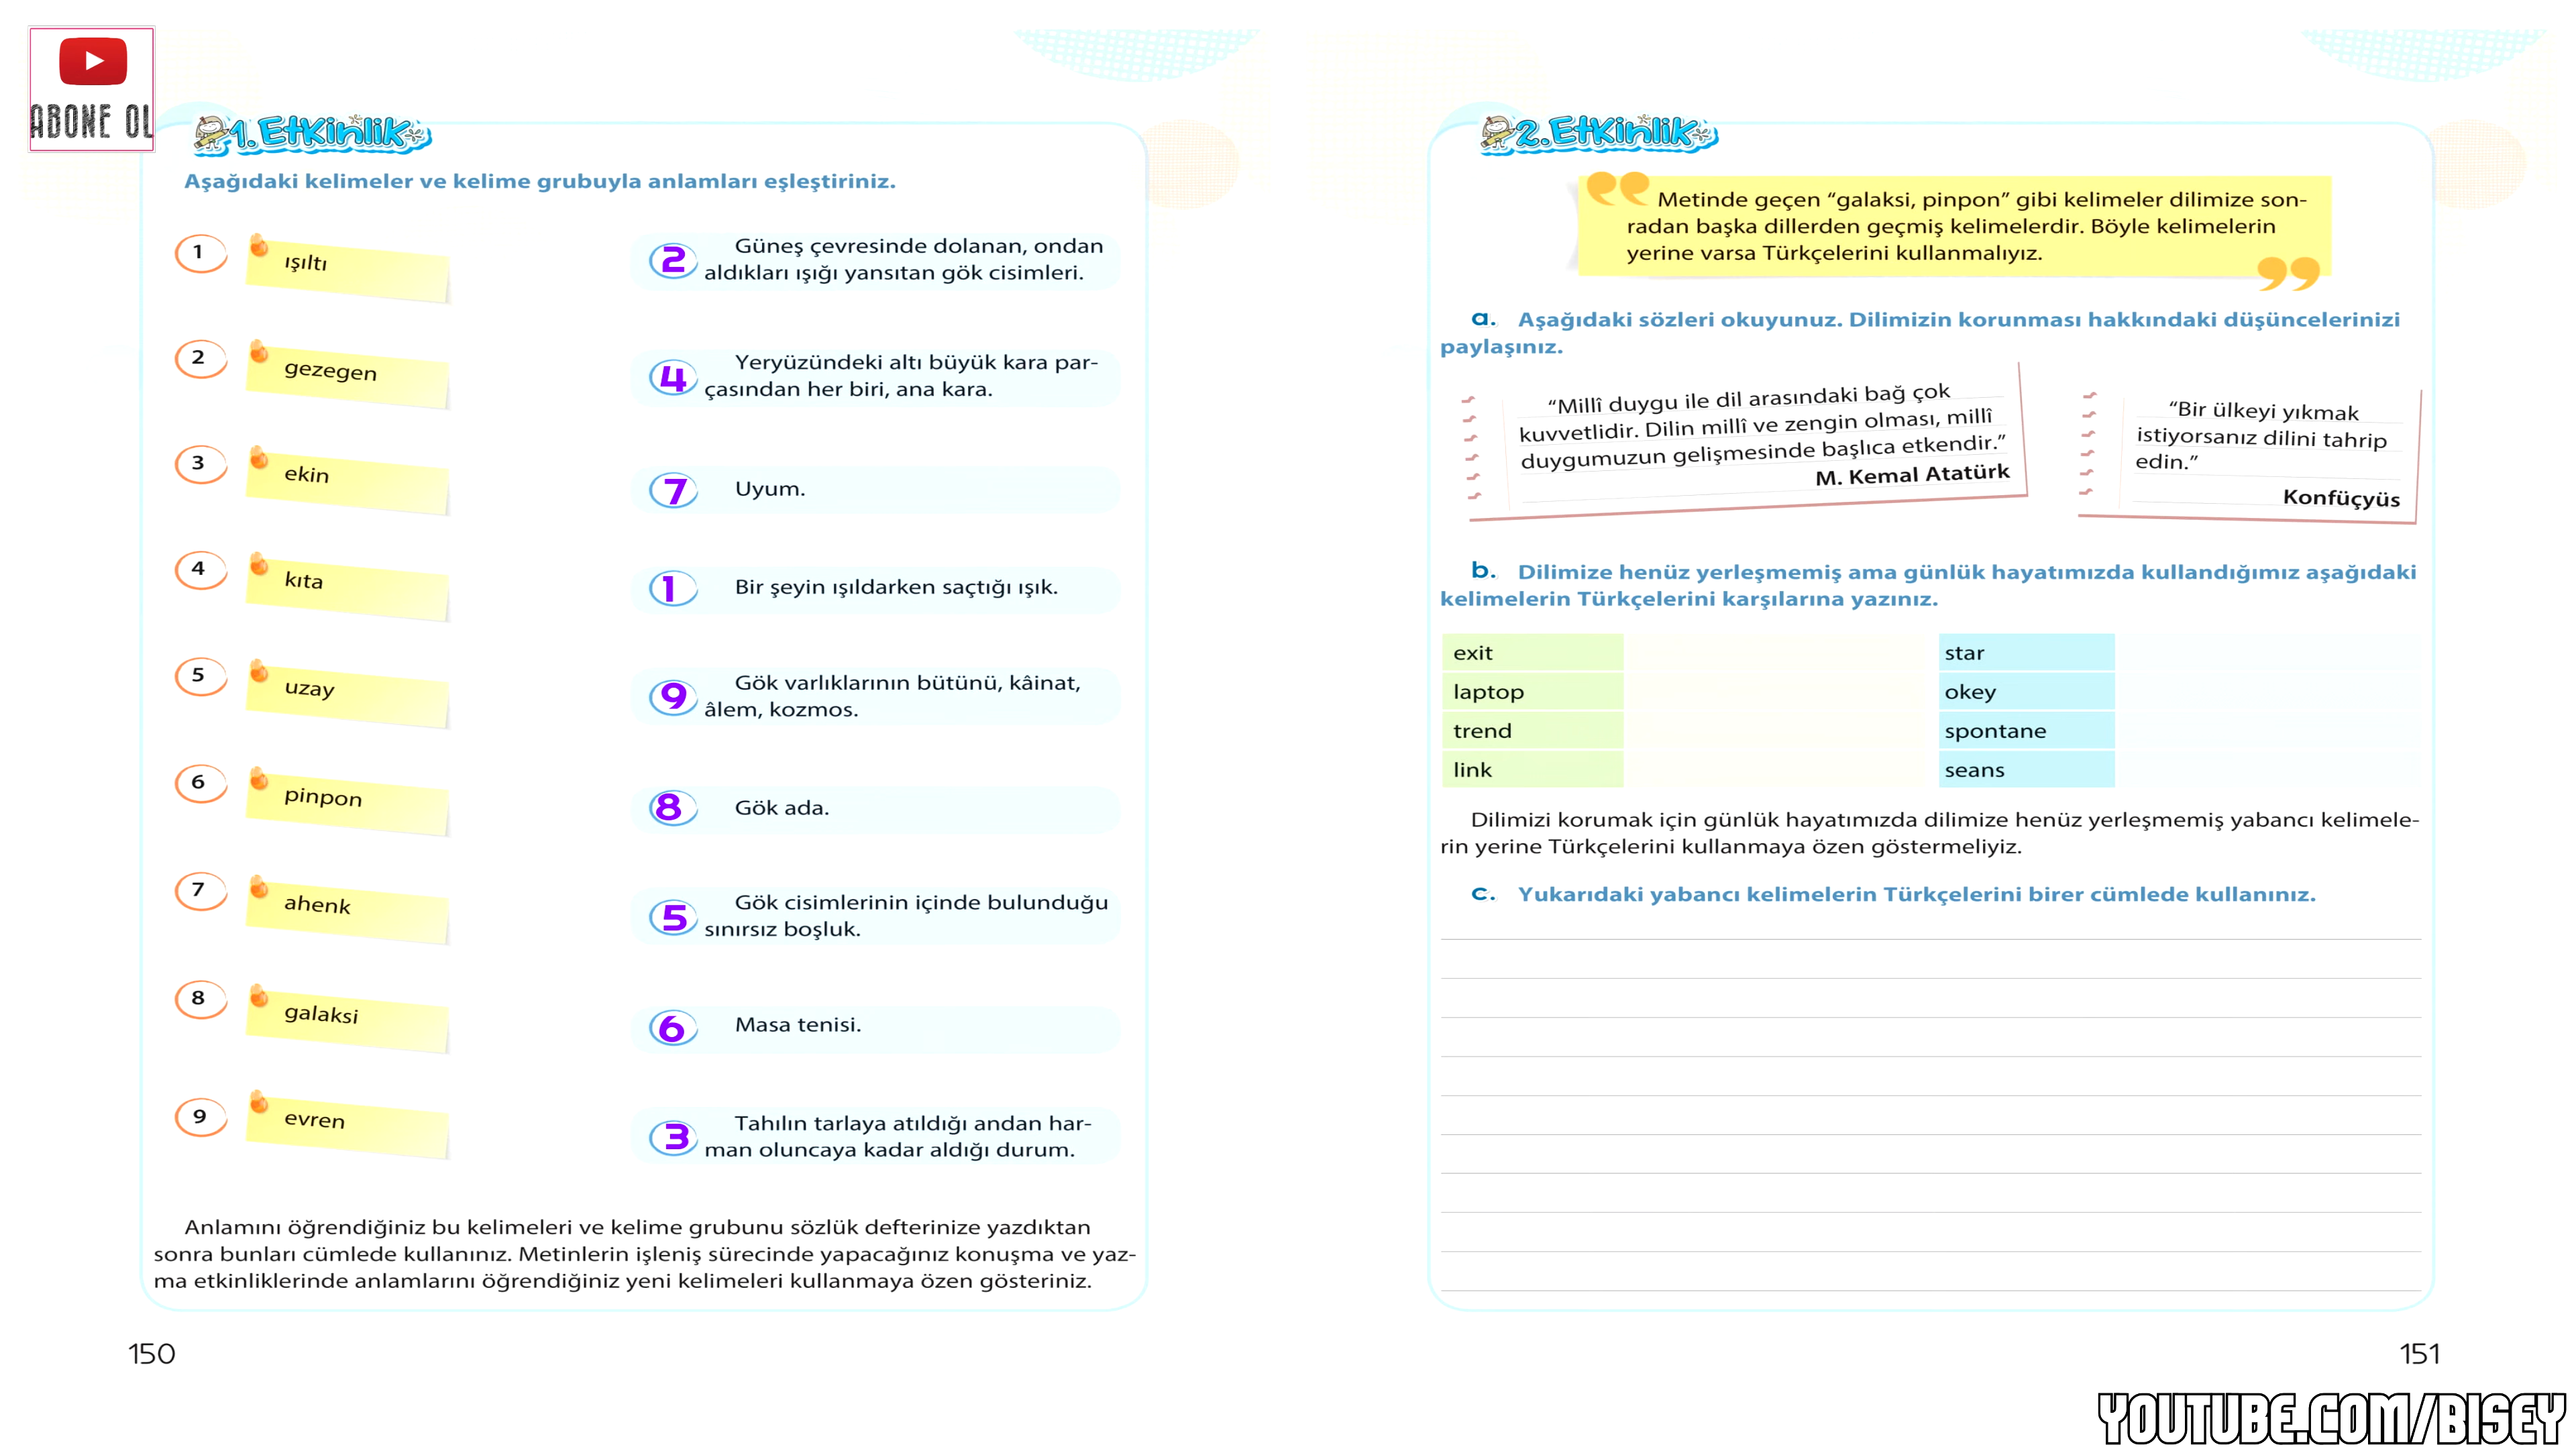 ABONE OL
1. Etkinlik
Aşağıdaki kelimeler ve kelime grubuyla anlamları eşleştiriniz.
1 ışıltı
2 gezegen
3 ekin
4 kıta
5 uzay
6 pinpon
7 ahenk
8 galaksi
9 evren
2 Güneş çevresinde dolanan, ondan
aldıkları ışığı yansıtan gök cisimleri.
4 Yeryüzündeki altı büyük kara par-
çasından her biri, ana kara.
7 Uyum.
1 Bir şeyin ışıldarken saçtığı ışık.
9 Gök varlıklarının bütünü, kâinat,
âlem, kozmos.
8 Gök ada.
5 Gök cisimlerinin içinde bulunduğu
sınırsız boşluk.
6 Masa tenisi.
3 Tahılın tarlaya atıldığı andan har-
man oluncaya kadar aldığı durum.
Anlamını öğrendiğiniz bu kelimeleri ve kelime grubunu sözlük defterinize yazdıktan
sonra bunları cümlede kullanınız. Metinlerin işleniş sürecinde yapacağınız konuşma ve yaz-
ma etkinliklerinde anlamlarını öğrendiğiniz yeni kelimeleri kullanmaya özen gösteriniz.
150
2. Etkinlik
Metinde geçen “galaksi, pinpon” gibi kelimeler dilimize son-
radan başka dillerden geçmiş kelimelerdir. Böyle kelimelerin
yerine varsa Türkçelerini kullanmalıyız.
a. Aşağıdaki sözleri okuyunuz. Dilimizin korunması hakkındaki düşüncelerinizi
paylaşınız.
“Millî duygu ile dil arasındaki bağ çok
kuvvetlidir. Dilin millî ve zengin olması, millî
duygumuzun gelişmesinde başlıca etkendir.”
M. Kemal Atatürk
“Bir ülkeyi yıkmak
istiyorsanız dilini tahrip
edin.”
Konfüçyüs
b. Dilimize henüz yerleşmemiş ama günlük hayatımızda kullandığımız aşağıdaki
kelimelerin Türkçelerini karşılarına yazınız.
exit star
laptop okey
trend spontane
link seans
Dilimizi korumak için günlük hayatımızda dilimize henüz yerleşmemiş yabancı kelimele-
rin yerine Türkçelerini kullanmaya özen göstermeliyiz.
c. Yukarıdaki yabancı kelimelerin Türkçelerini birer cümlede kullanınız.
151
YOUTUBE.COM/BISEY